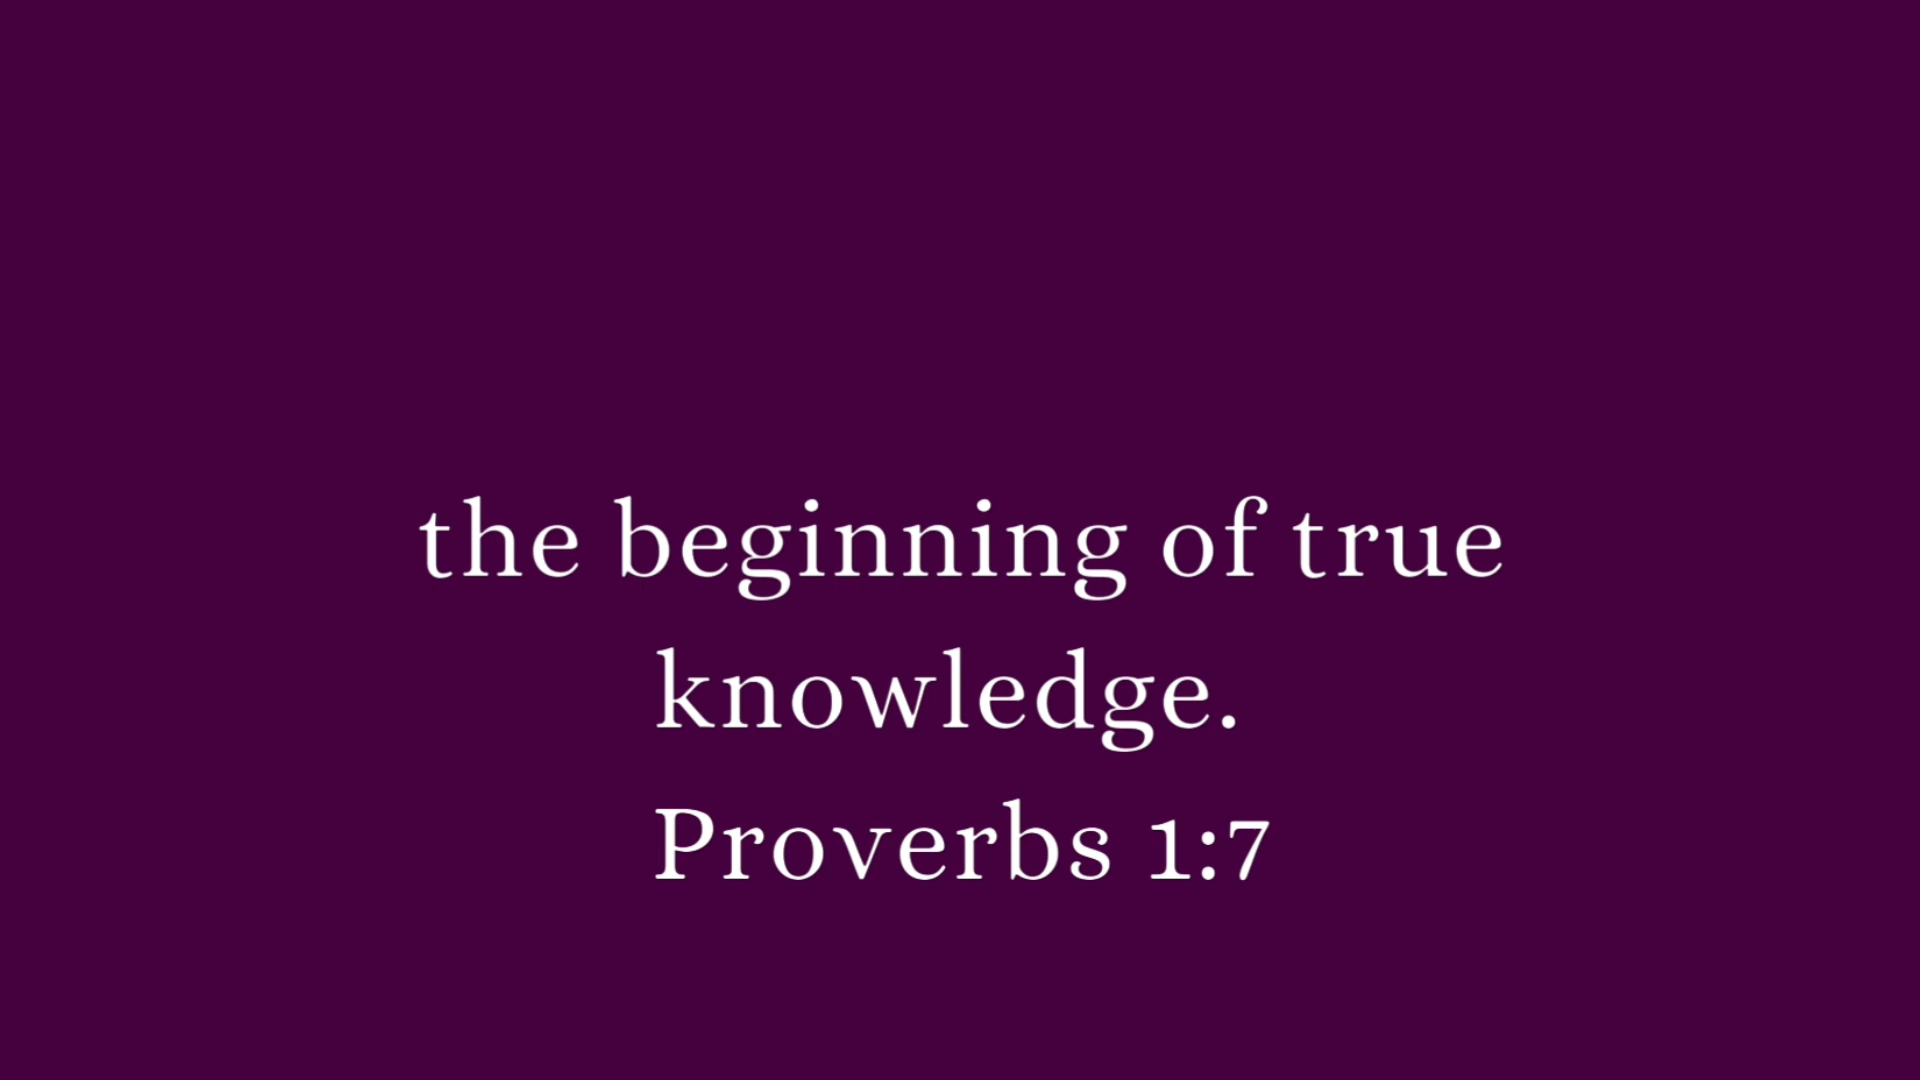 the beginning of true
knowledge.
Proverbs 1:7